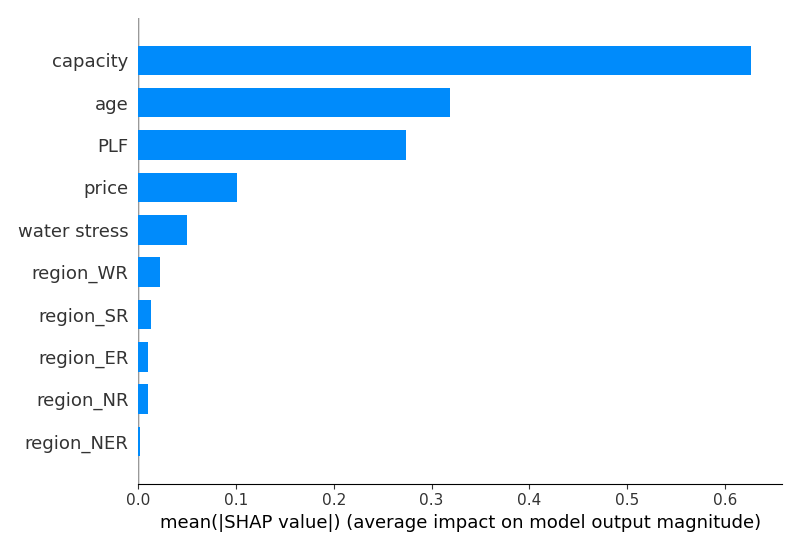 capacity
age
PLF
price
water stress
region_WR
region_SR
region_ER
region_NR
region_NER
0.0 0.1 0.2 0.3 0.4 0.5 0.6
mean(|SHAP value|) (average impact on model output magnitude)